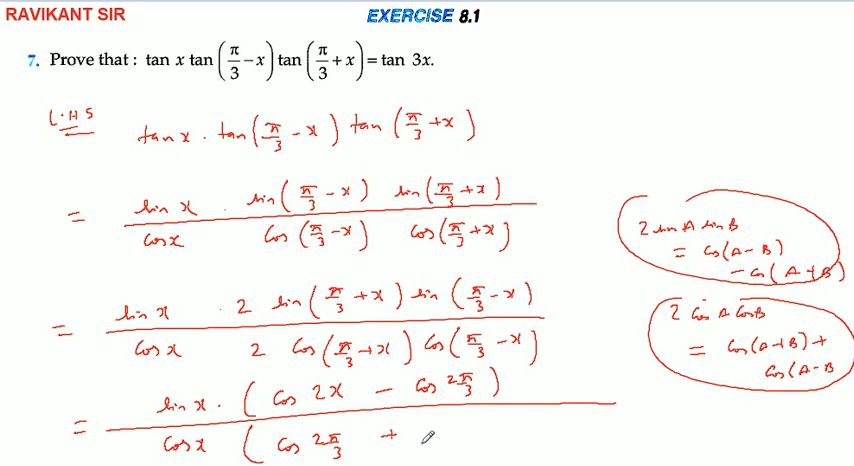 RAVIKANT SIR
EXERCISE 8.1
7. Prove that : tan x tan (π/3 − x) tan (π/3 + x) = tan 3x.
L.H.S
tan x . tan (π/3 − x) tan (π/3 + x)
= sin x . sin (π/3 − x) sin (π/3 + x) / cos x cos (π/3 − x) cos (π/3 + x)
= sin x . 2 sin (π/3 + x) sin (π/3 − x) / cos x 2 cos (π/3 + x) cos (π/3 − x)
= sin x . (cos 2x − cos 2π/3) / cos x (cos 2π/3 +
2 sin A sin B
= cos (A − B)
− cos (A + B)
2 cos A cos B
= cos (A + B) +
cos (A − B